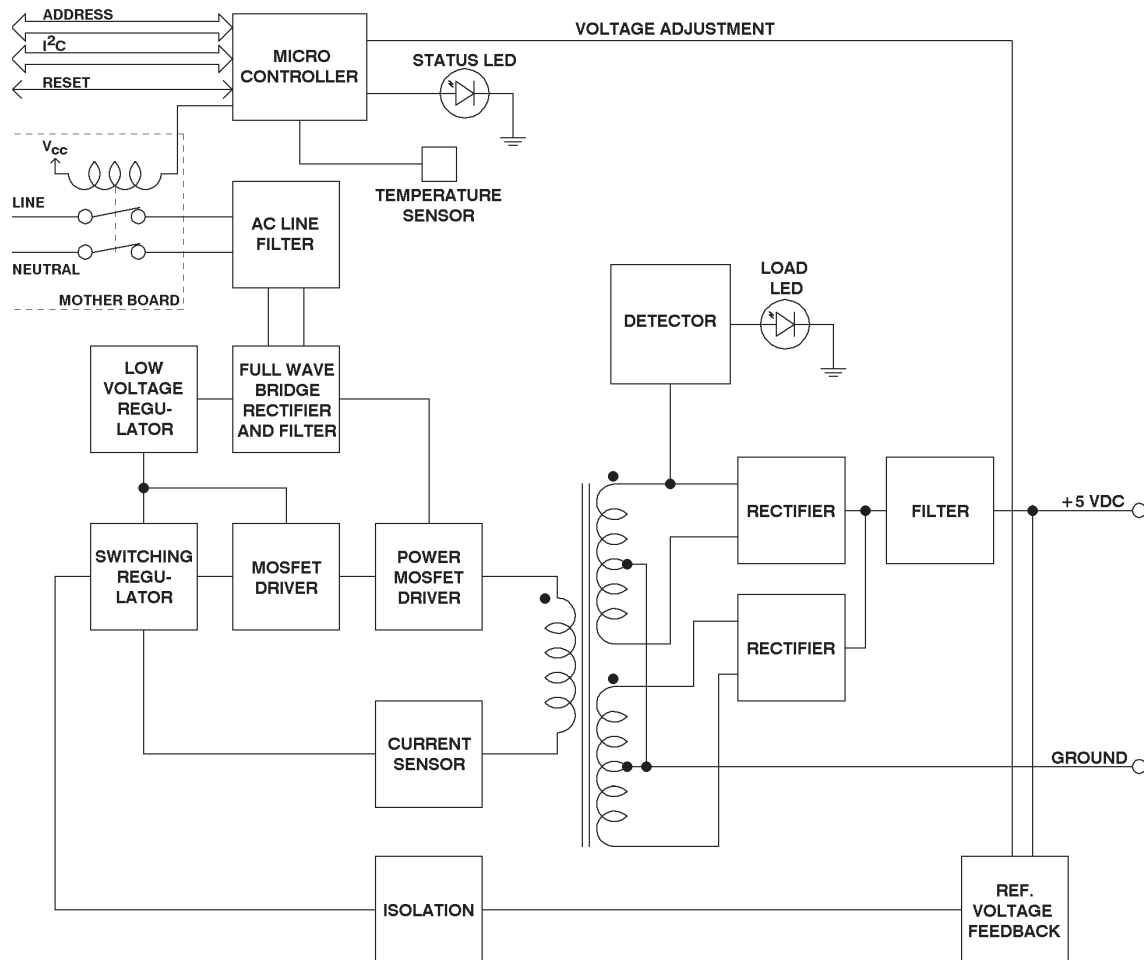 ADDRESS
I²C
RESET
MICRO
CONTROLLER
VOLTAGE ADJUSTMENT
STATUS LED
TEMPERATURE
SENSOR
VCC
LINE
NEUTRAL
MOTHER BOARD
AC LINE
FILTER
LOW
VOLTAGE
REGU-
LATOR
FULL WAVE
BRIDGE
RECTIFIER
AND FILTER
DETECTOR
LOAD
LED
SWITCHING
REGU-
LATOR
MOSFET
DRIVER
POWER
MOSFET
DRIVER
RECTIFIER
FILTER
+5 VDC
RECTIFIER
CURRENT
SENSOR
GROUND
ISOLATION
REF.
VOLTAGE
FEEDBACK